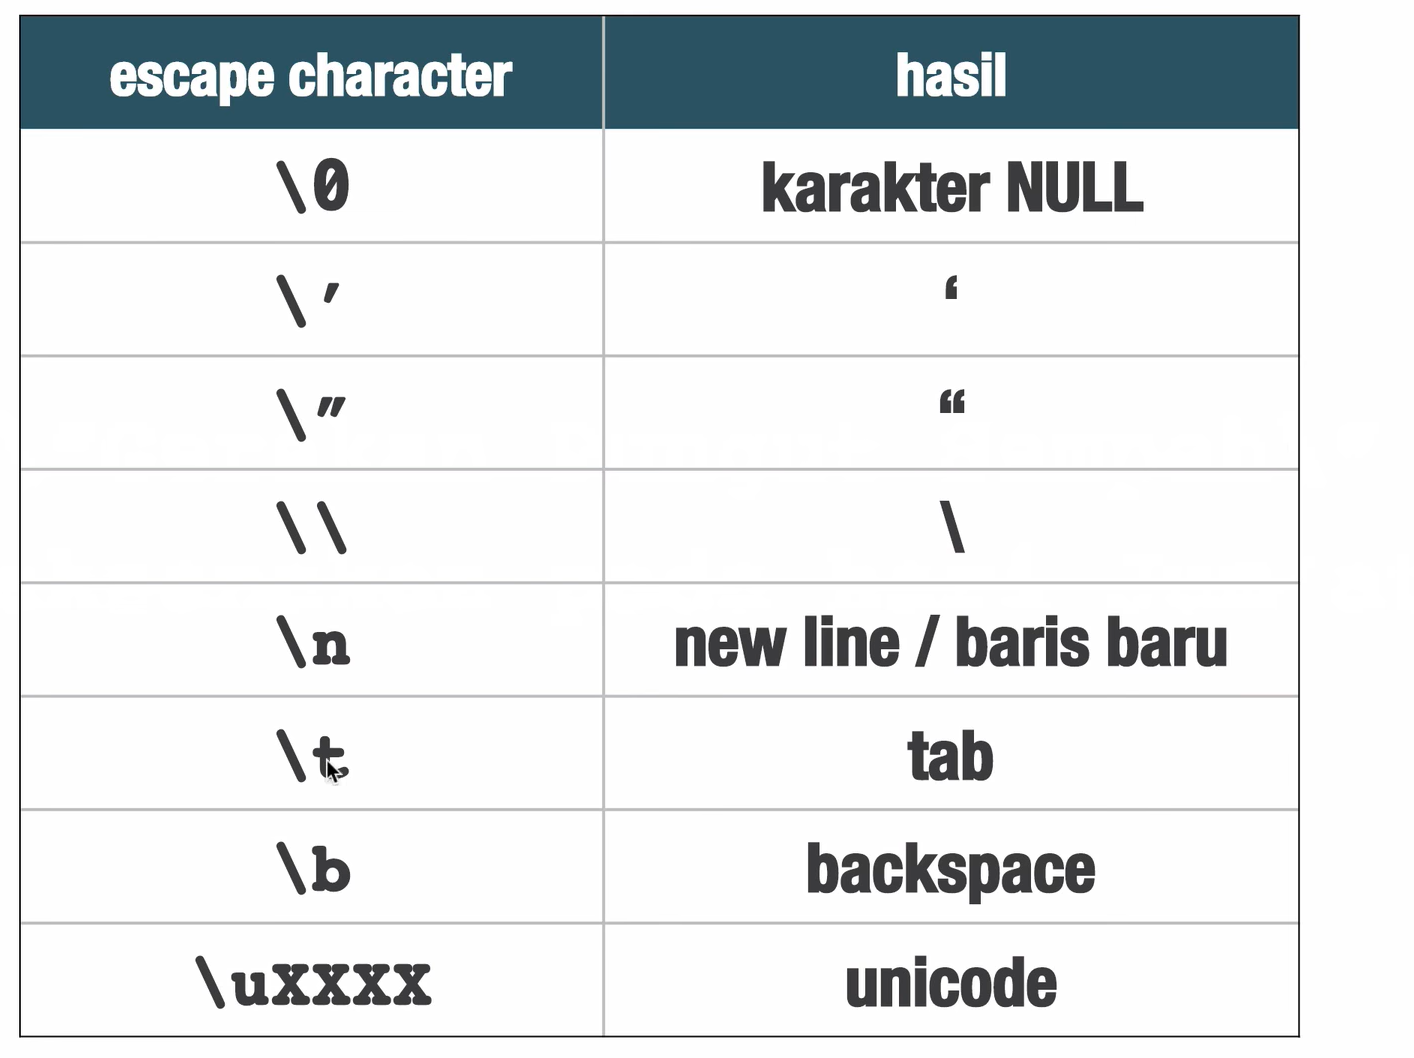 escape character hasil
\0 karakter NULL
\’ ‘
\” “
\\ \
\n new line / baris baru
\t tab
\b backspace
\uXXXX unicode